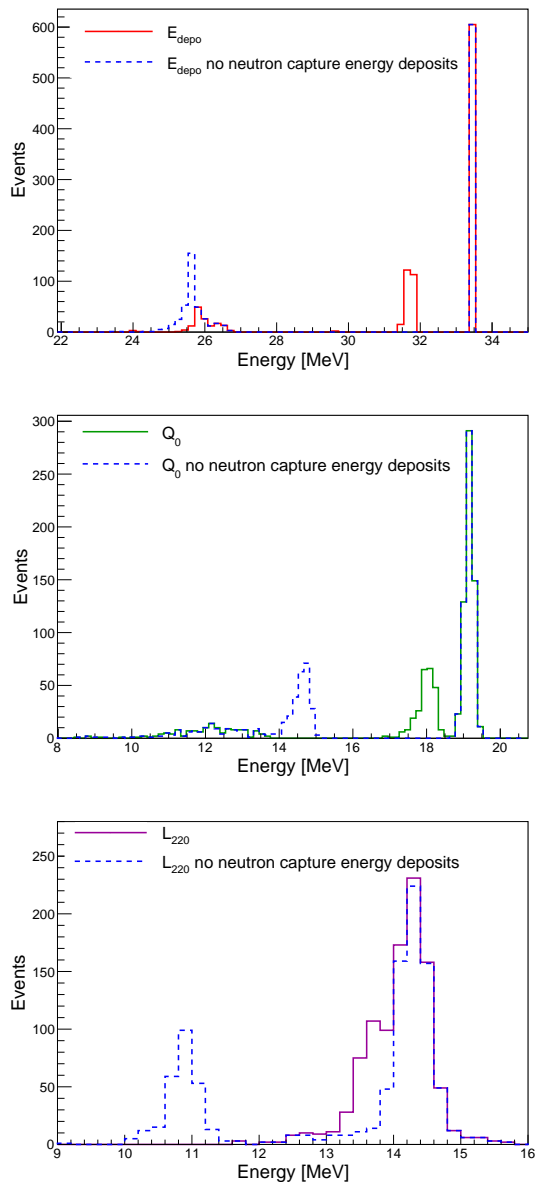 600
500
400
300
200
100
0
Events
E_depo
E_depo no neutron capture energy deposits
22 24 26 28 30 32 34
Energy [MeV]
300
250
200
150
100
50
0
Events
Q_0
Q_0 no neutron capture energy deposits
8 10 12 14 16 18 20
Energy [MeV]
250
200
150
100
50
0
Events
L_220
L_220 no neutron capture energy deposits
9 10 11 12 13 14 15 16
Energy [MeV]